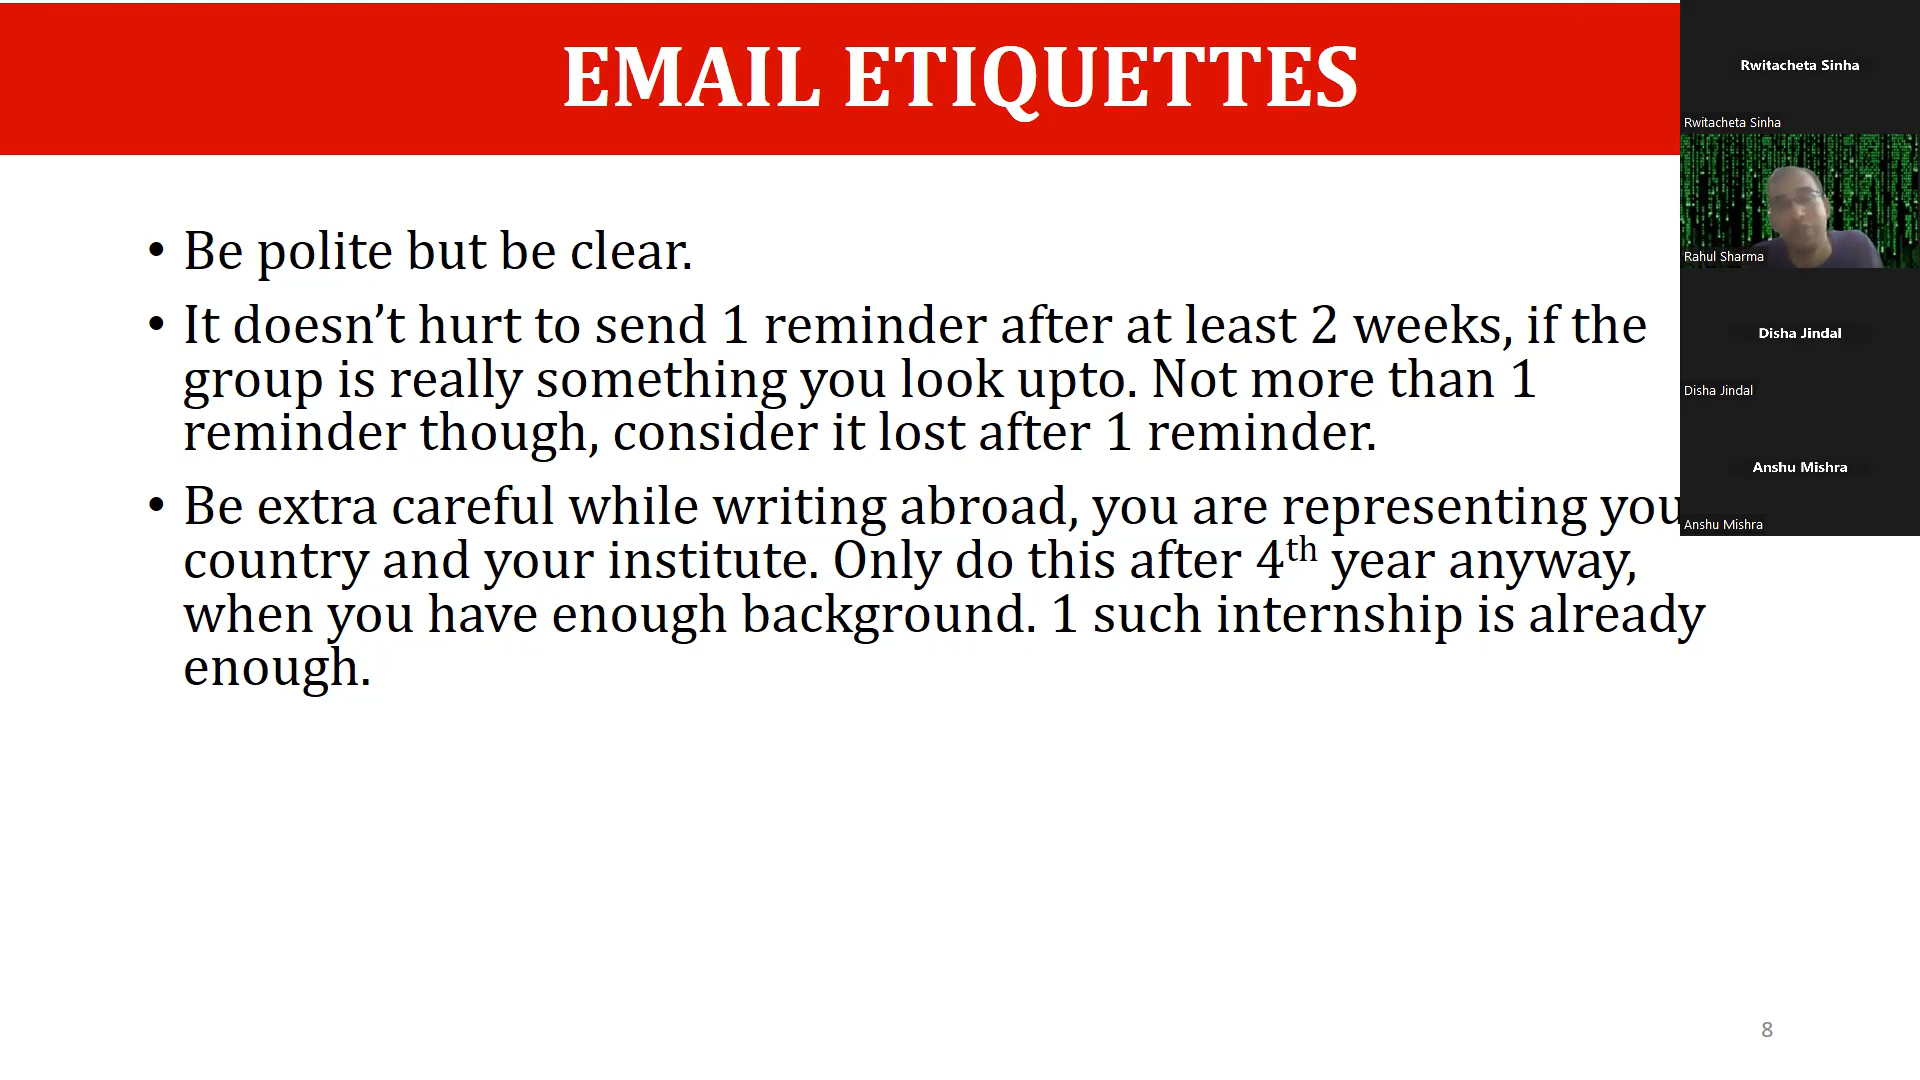 EMAIL ETIQUETTES
• Be polite but be clear.
• It doesn’t hurt to send 1 reminder after at least 2 weeks, if the
group is really something you look upto. Not more than 1
reminder though, consider it lost after 1 reminder.
• Be extra careful while writing abroad, you are representing you
country and your institute. Only do this after 4th year anyway,
when you have enough background. 1 such internship is already
enough.
8
Rwitacheta Sinha
Rwitacheta Sinha
Rahul Sharma
Disha Jindal
Disha Jindal
Anshu Mishra
Anshu Mishra